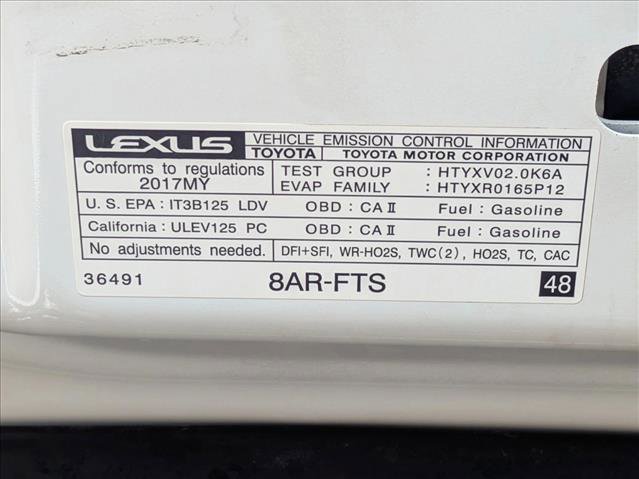 LEXUS VEHICLE EMISSION CONTROL INFORMATION
TOYOTA TOYOTA MOTOR CORPORATION
Conforms to regulations TEST GROUP : HTYXV02.0K6A
2017MY EVAP FAMILY : HTYXR0165P12
U. S. EPA : IT3B125 LDV OBD : CA II Fuel : Gasoline
California : ULEV125 PC OBD : CA II Fuel : Gasoline
No adjustments needed. DFI+SFI, WR-HO2S, TWC(2), HO2S, TC, CAC
36491 8AR-FTS 48